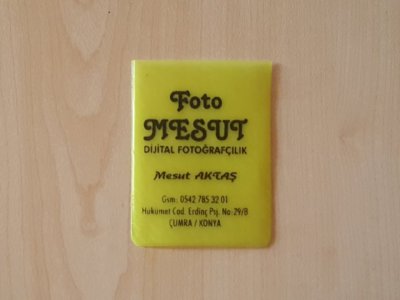 Foto
MESUT
DİJİTAL FOTOĞRAFÇILIK
Mesut AKTAŞ
Gsm: 0542 785 32 01
Hükümet Cad. Erdinç Psj. No: 29/B
ÇUMRA / KONYA